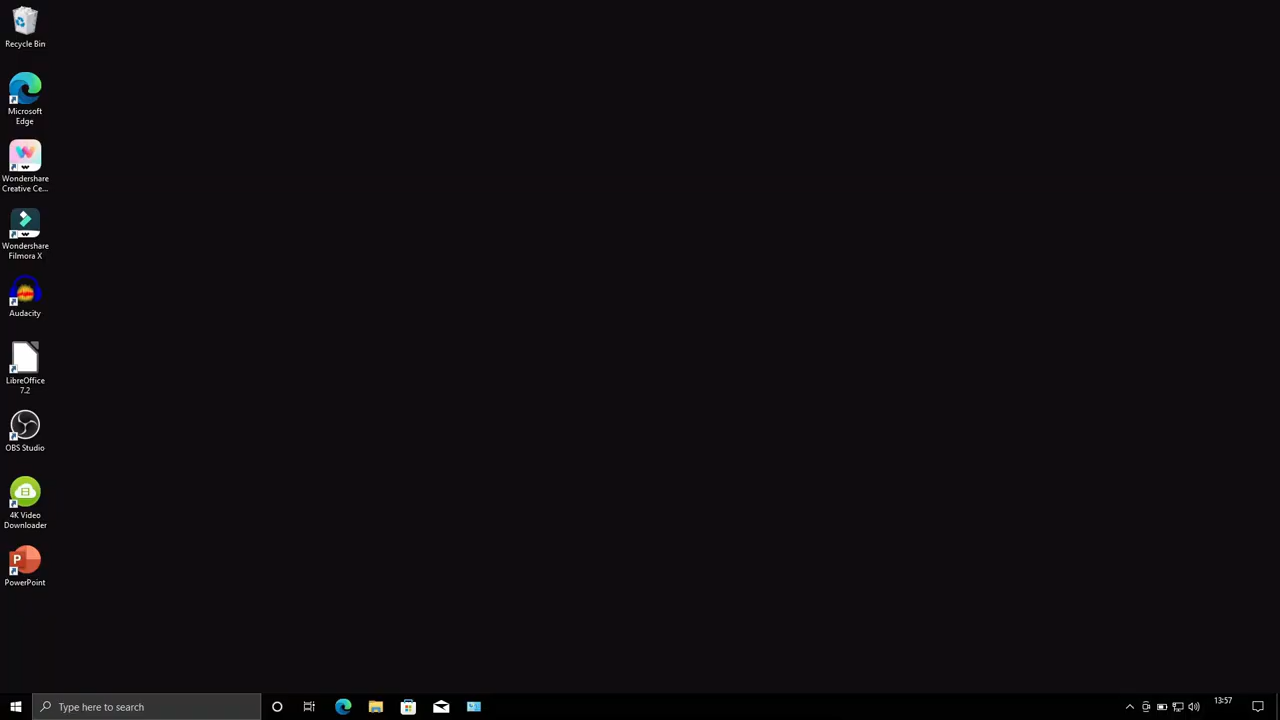 Recycle Bin
Microsoft
Edge
Wondershare
Creative Ce...
Wondershare
Filmora X
Audacity
LibreOffice
7.2
OBS Studio
4K Video
Downloader
P
PowerPoint
Type here to search
13:57